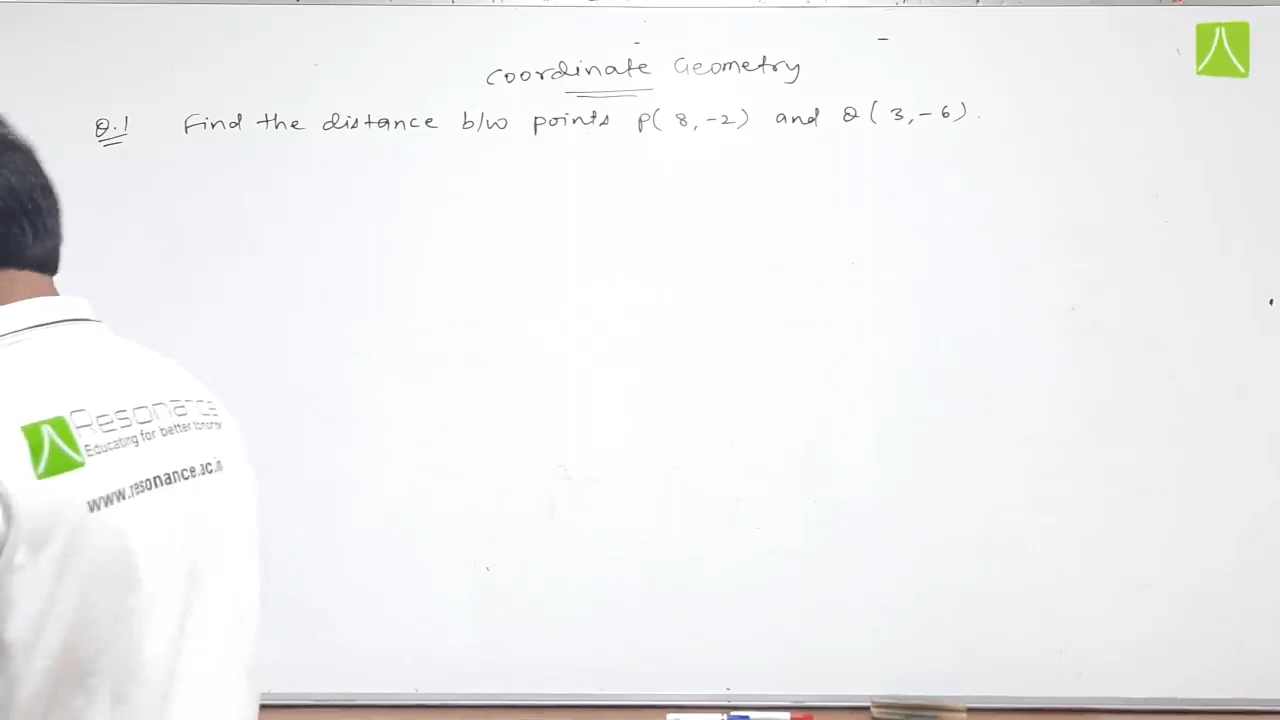 Coordinate Geometry
Q.1 Find the distance b/w points P( 8, -2) and Q( 3, -6).
Resonance
Educating for better tomorrow
www.resonance.ac.in